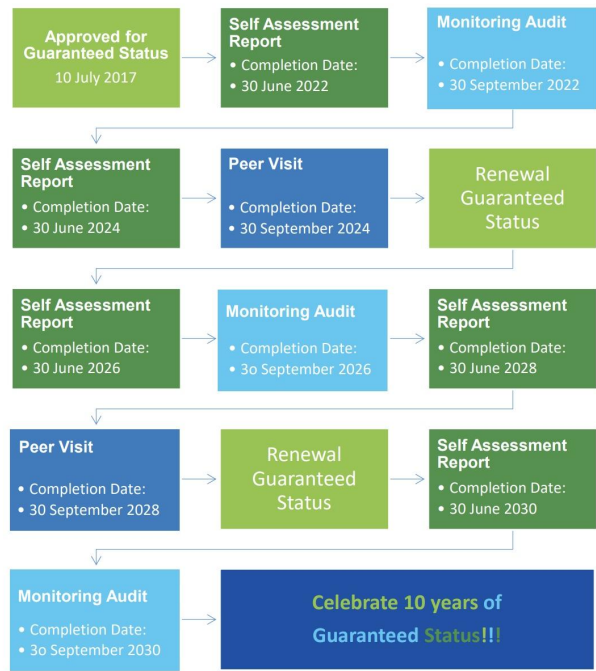 Approved for
Guaranteed Status
10 July 2017
Self Assessment
Report
• Completion Date:
• 30 June 2022
Monitoring Audit
• Completion Date:
• 30 September 2022
Self Assessment
Report
• Completion Date:
• 30 June 2024
Peer Visit
• Completion Date:
• 30 September 2024
Renewal
Guaranteed
Status
Self Assessment
Report
• Completion Date:
• 30 June 2026
Monitoring Audit
• Completion Date:
• 3o September 2026
Self Assessment
Report
• Completion Date:
• 30 June 2028
Peer Visit
• Completion Date:
• 30 September 2028
Renewal
Guaranteed
Status
Self Assessment
Report
• Completion Date:
• 30 June 2030
Monitoring Audit
• Completion Date:
• 3o September 2030
Celebrate 10 years of
Guaranteed Status!!!